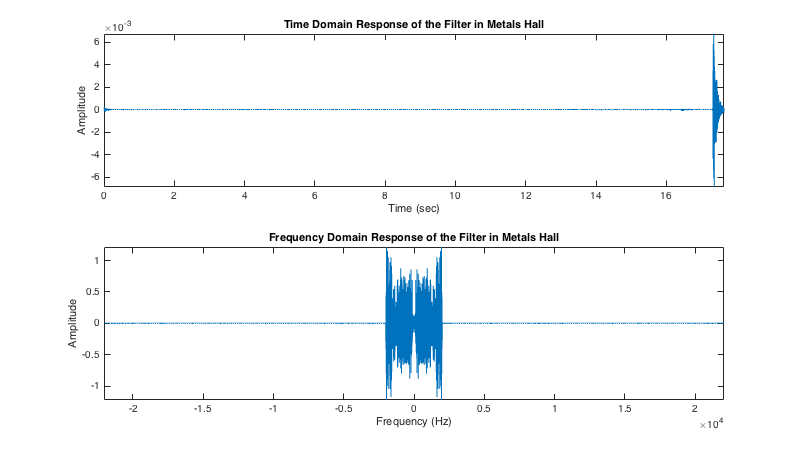 Time Domain Response of the Filter in Metals Hall
×10⁻³
6
4
2
0
-2
-4
-6
Amplitude
0 2 4 6 8 10 12 14 16
Time (sec)
Frequency Domain Response of the Filter in Metals Hall
1
0.5
0
-0.5
-1
Amplitude
-2 -1.5 -1 -0.5 0 0.5 1 1.5 2
Frequency (Hz)
×10⁴